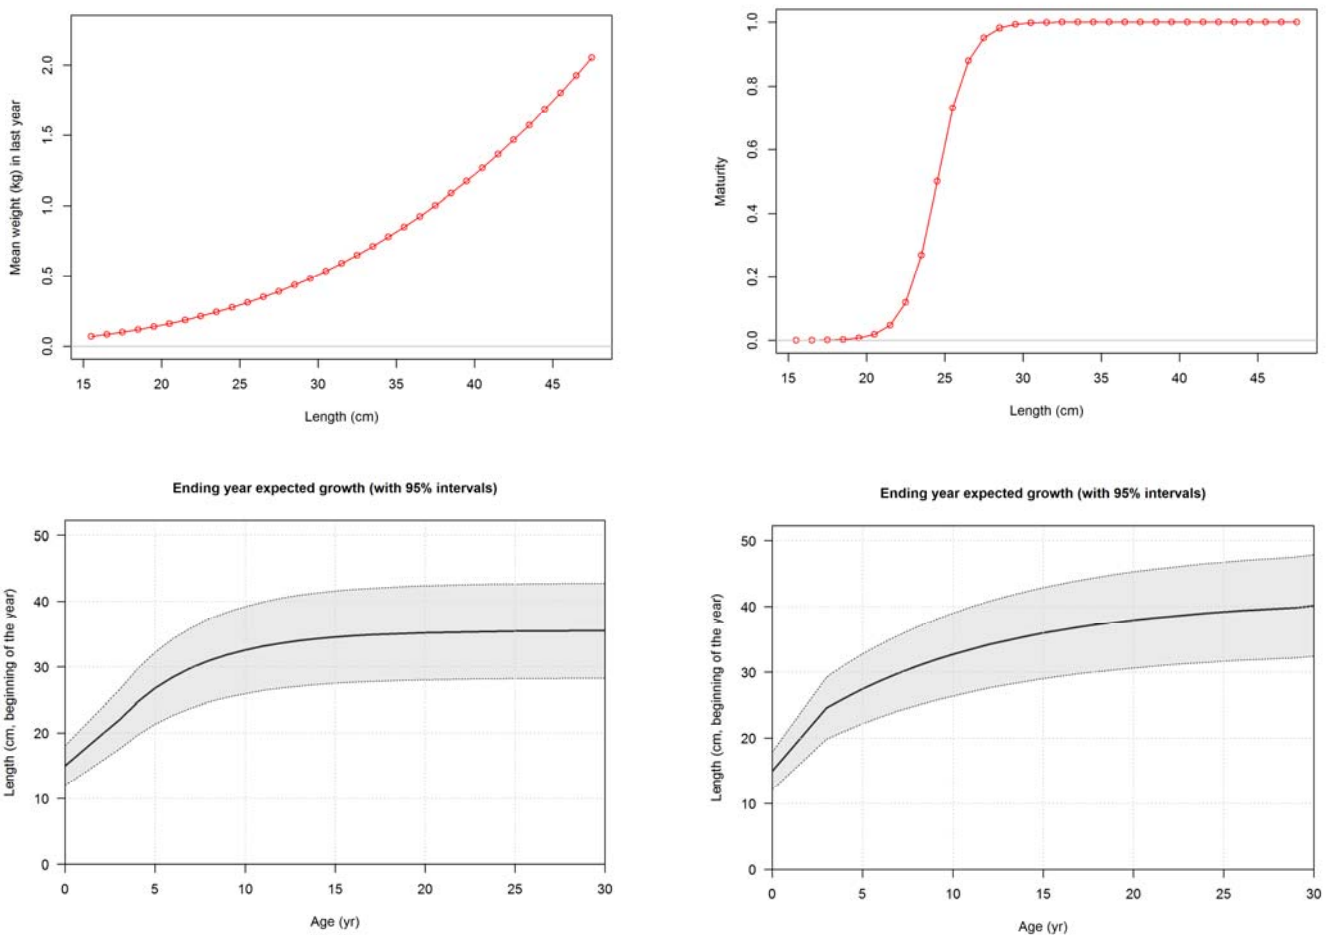 Mean weight (kg) in last year
2.0
1.5
1.0
0.5
0.0
15 20 25 30 35 40 45
Length (cm)
Maturity
1.0
0.8
0.6
0.4
0.2
0.0
15 20 25 30 35 40 45
Length (cm)
Ending year expected growth (with 95% intervals)
Length (cm, beginning of the year)
50
40
30
20
10
0
0 5 10 15 20 25 30
Age (yr)
Ending year expected growth (with 95% intervals)
Length (cm, beginning of the year)
50
40
30
20
10
0
0 5 10 15 20 25 30
Age (yr)